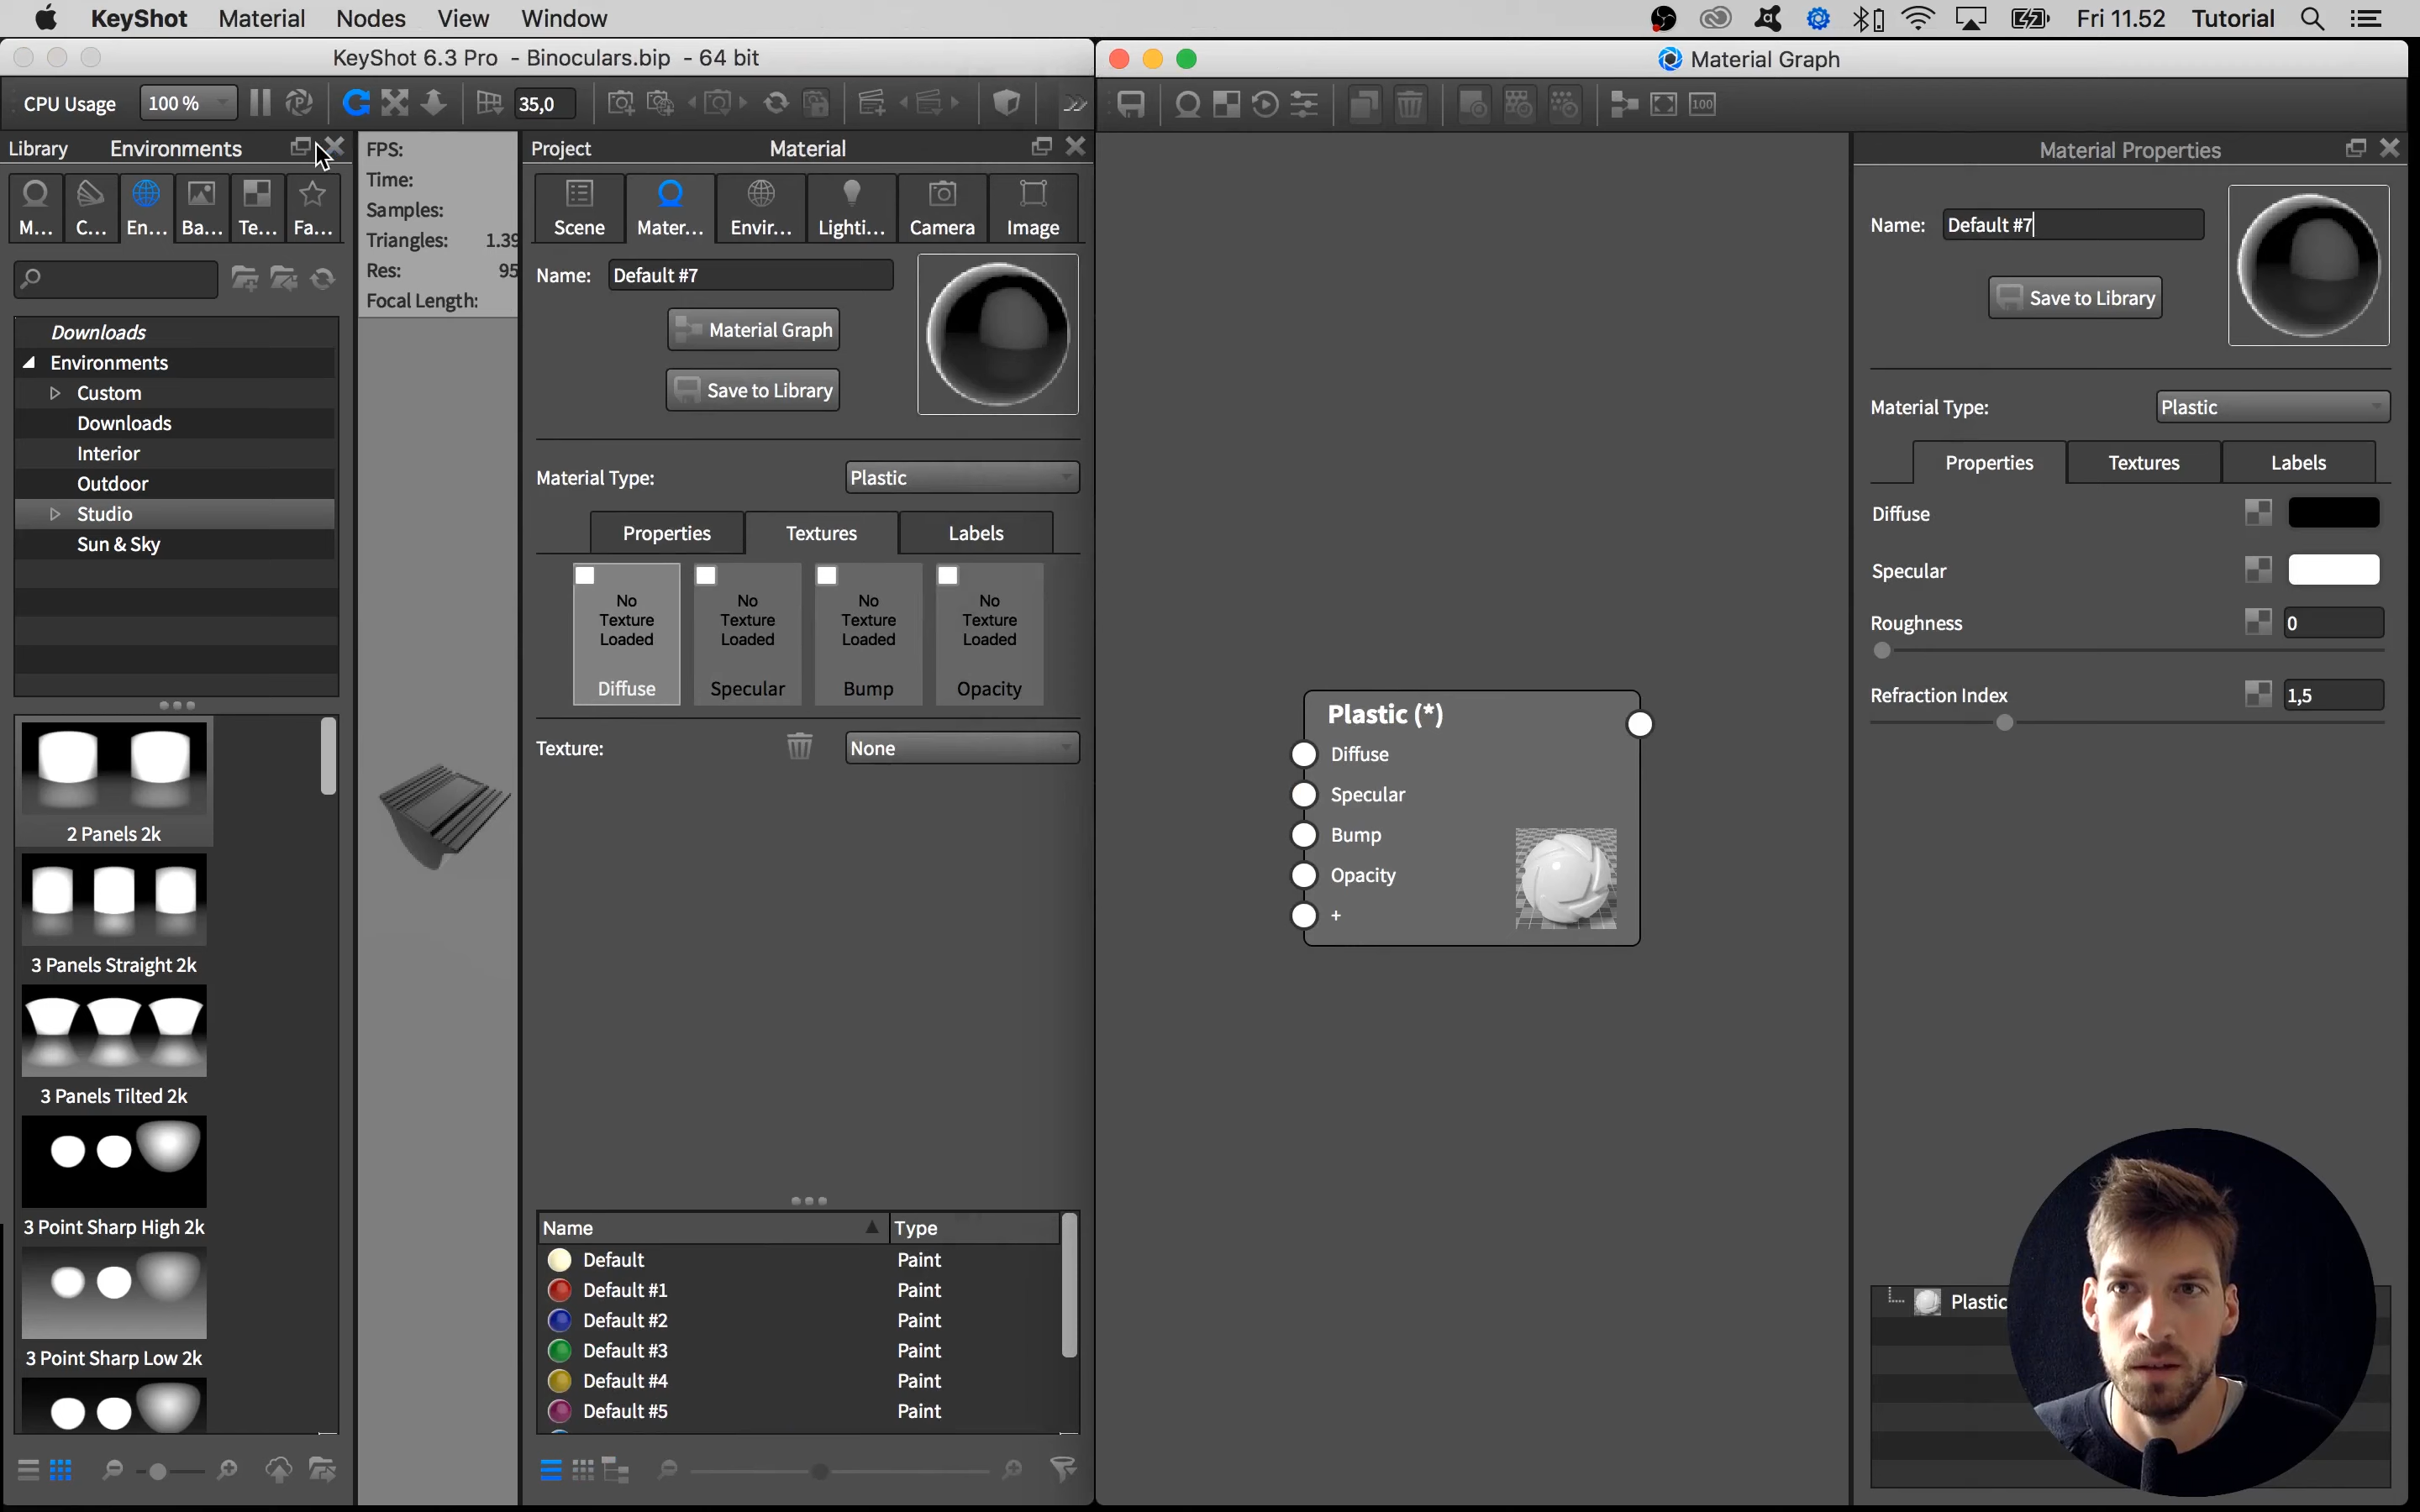 KeyShot Material Nodes View Window Fri 11.52 Tutorial
KeyShot 6.3 Pro - Binoculars.bip - 64 bit
Material Graph
CPU Usage 100 % 35,0
100
Library Environments
M... C... En... Ba... Te... Fa...
Downloads
Environments
Custom
Downloads
Interior
Outdoor
Studio
Sun & Sky
2 Panels 2k
3 Panels Straight 2k
3 Panels Tilted 2k
3 Point Sharp High 2k
3 Point Sharp Low 2k
FPS:
Time:
Samples:
Triangles: 1.39
Res: 95
Focal Length:
Project Material
Scene Mater... Envir... Lighti... Camera Image
Name: Default #7
Material Graph
Save to Library
Material Type: Plastic
Properties Textures Labels
No Texture Loaded Diffuse
No Texture Loaded Specular
No Texture Loaded Bump
No Texture Loaded Opacity
Texture: None
Name Type
Default Paint
Default #1 Paint
Default #2 Paint
Default #3 Paint
Default #4 Paint
Default #5 Paint
Plastic (*)
Diffuse
Specular
Bump
Opacity
+
Material Properties
Name: Default #7
Save to Library
Material Type: Plastic
Properties Textures Labels
Diffuse
Specular
Roughness 0
Refraction Index 1,5
Plastic